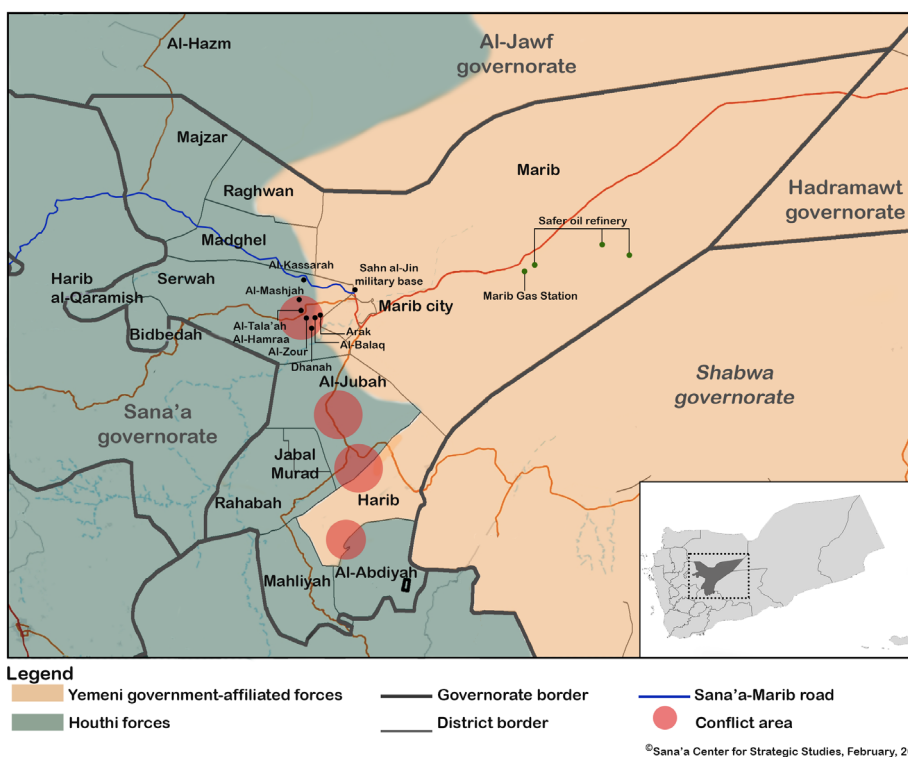 Al-Hazm
Al-Jawf
governorate
Majzar
Marib
Raghwan
Hadramawt
governorate
Safer oil refinery
Madghel
Al-Kassarah
Sahn al-Jin
military base
Harib
al-Qaramish
Serwah
Al-Mashjah
Marib Gas Station
Marib city
Bidbedah
Al-Tala'ah
Al-Hamraa
Arak
Al-Zour
Al-Balaq
Dhanah
Al-Jubah
Shabwa
governorate
Sana'a
governorate
Jabal
Murad
Harib
Rahabah
Mahliyah
Al-Abdiyah
Legend
Yemeni government-affiliated forces
Governorate border
Sana'a-Marib road
Houthi forces
District border
Conflict area
©Sana'a Center for Strategic Studies, February, 20